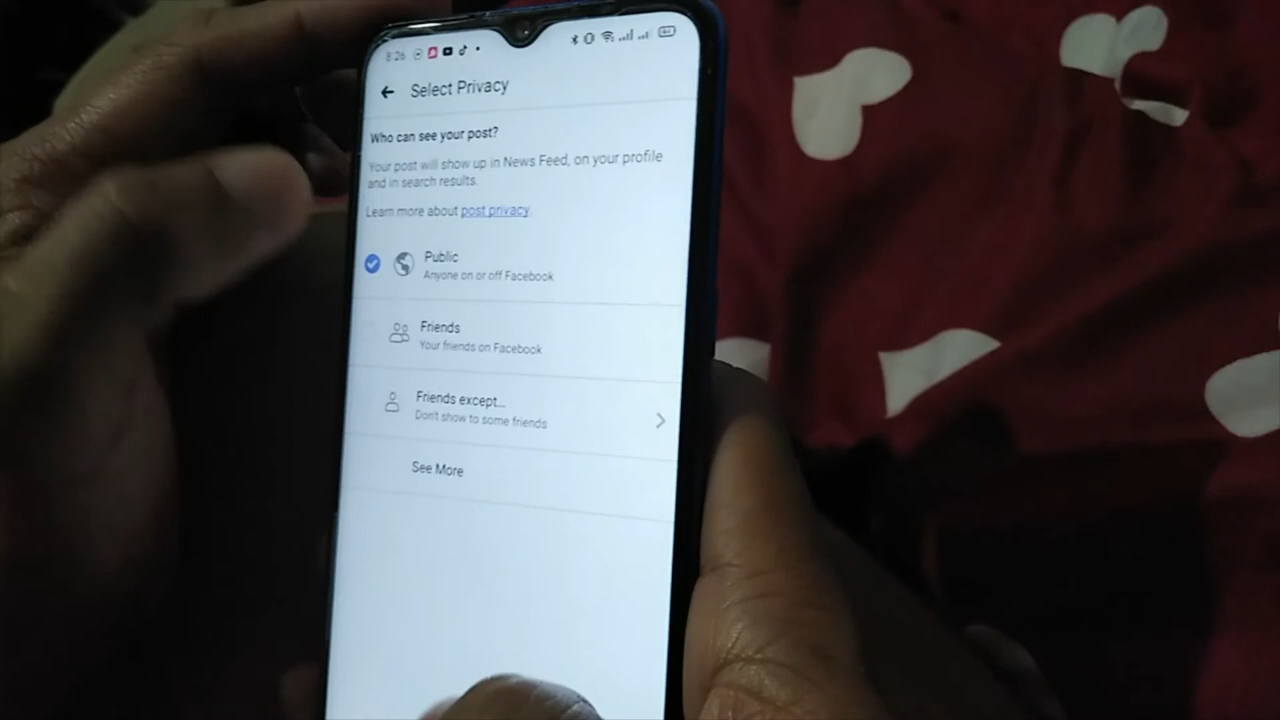 8:26
Select Privacy
Who can see your post?
Your post will show up in News Feed, on your profile
and in search results.
Learn more about post privacy.
Public
Anyone on or off Facebook
Friends
Your friends on Facebook
Friends except...
Don't show to some friends
See More